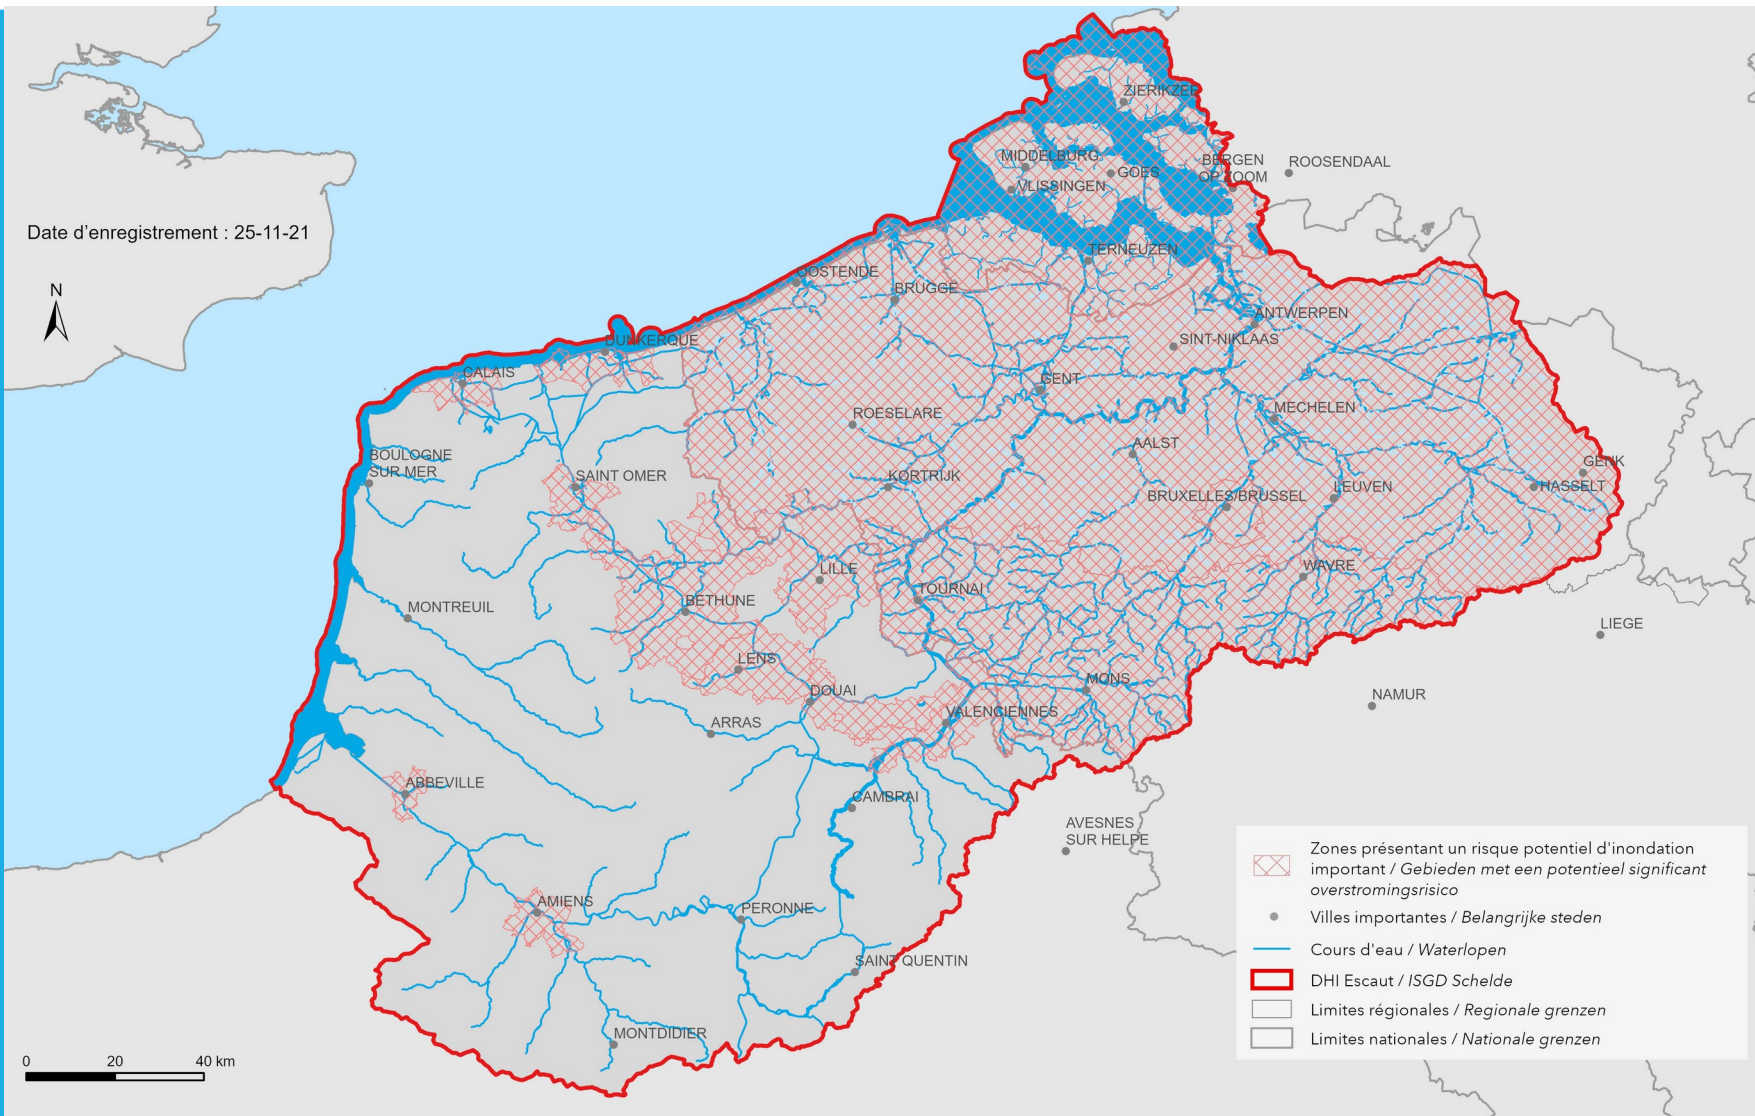 ZIERIKZEE
MIDDELBURG
GOES
BERGEN
OP ZOOM
ROOSENDAAL
VLISSINGEN
Date d'enregistrement : 25-11-21
TERNEUZEN
OOSTENDE
BRUGGE
N
ANTWERPEN
DUNKERQUE
SINT-NIKLAAS
CALAIS
GENT
ROESELARE
MECHELEN
AALST
BOULOGNE
SUR MER
SAINT OMER
KORTRIJK
GENK
BRUXELLES/BRUSSEL
LEUVEN
HASSELT
LILLE
WAVRE
TOURNAI
BETHUNE
MONTREUIL
LIEGE
LENS
MONS
DOUAI
NAMUR
ARRAS
VALENCIENNES
ABBEVILLE
CAMBRAI
AVESNES
SUR HELPE
AMIENS
PERONNE
SAINT QUENTIN
MONTDIDIER
0 20 40 km
Zones présentant un risque potentiel d'inondation
important / Gebieden met een potentieel significant
overstromingsrisico
Villes importantes / Belangrijke steden
Cours d'eau / Waterlopen
DHI Escaut / ISGD Schelde
Limites régionales / Regionale grenzen
Limites nationales / Nationale grenzen